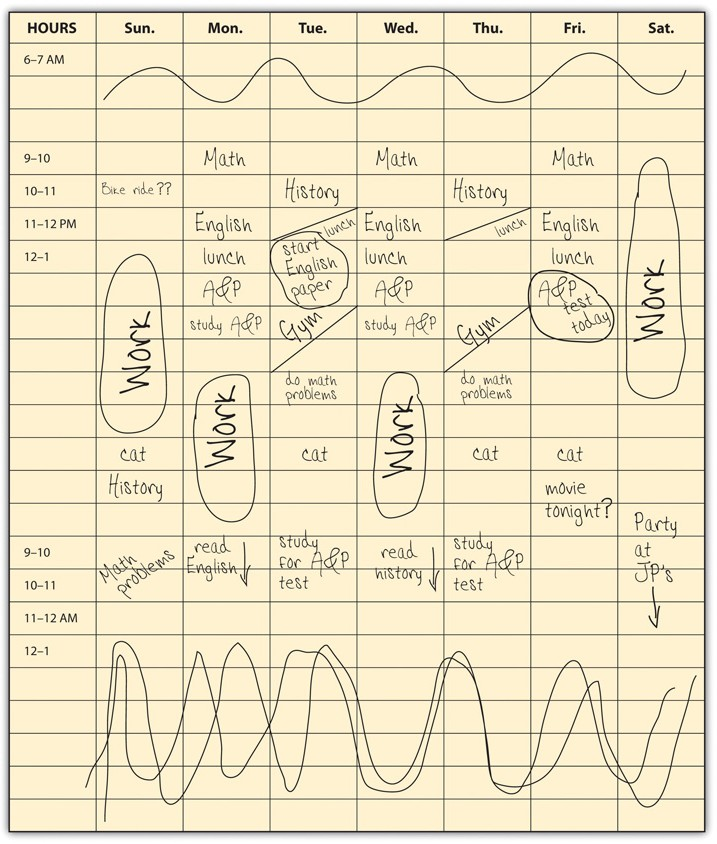 HOURS Sun. Mon. Tue. Wed. Thu. Fri. Sat.
6–7 AM
9–10 Math Math Math
10–11 Bike ride?? History History
11–12 PM English lunch English lunch English
12–1 lunch start lunch lunch
English
paper
A&P A&P A&P
test
today
study A&P Gym study A&P Gym
Work
Work
do math do math
problems problems
Work Work
cat cat cat cat
History movie
tonight?
Party
at
JP's
9–10 read study read study
English for A&P history for A&P
test test
Math
problems
10–11
11–12 AM
12–1